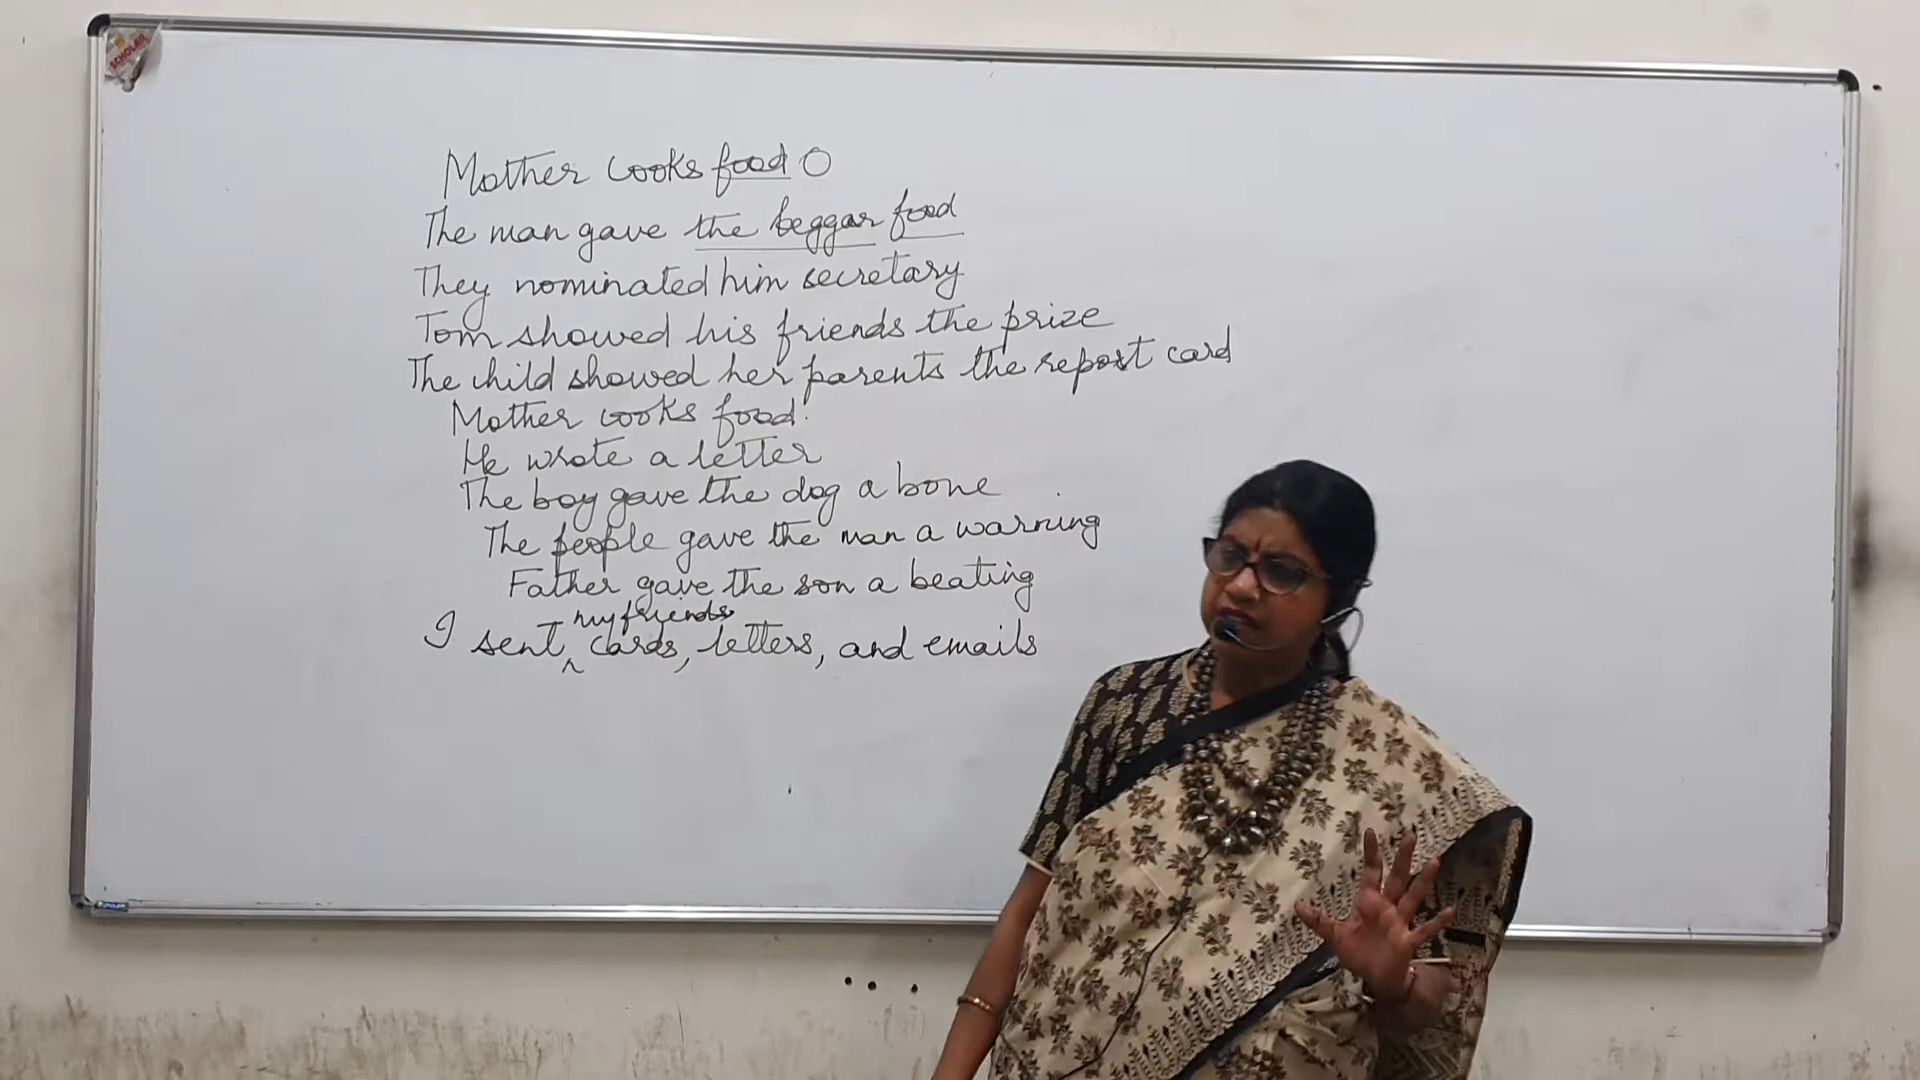 SCHOLAR
Mother cooks food O
The man gave the beggar food
They nominated him secretary
Tom showed his friends the prize
The child showed her parents the report card
Mother cooks food.
He wrote a letter
The boy gave the dog a bone
The people gave the man a warning
Father gave the son a beating
my friends
I sent ^ cards, letters, and emails